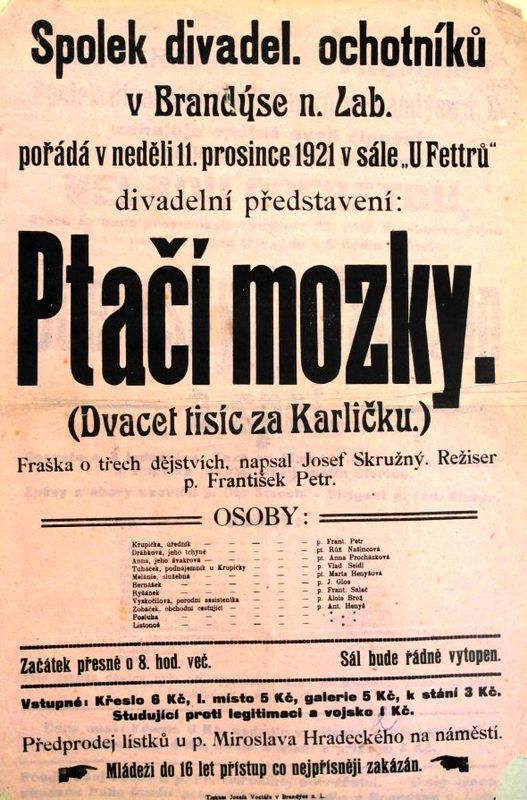 Spolek divadel. ochotníků
v Brandýse n. Lab.
pořádá v neděli 11. prosince 1921 v sále „U Fettrů“
divadelní představení:
Ptačí mozky.
(Dvacet tisíc za Karličku.)
Fraška o třech dějstvích, napsal Josef Skružný. Režiser
p. František Petr.
OSOBY:
Krupička, úředník — — — — — p. Frant. Petr
Drábková, jeho tchyně — — — — — pí. Růž. Našincová
Anna, jeho švakrová — — — — — pí. Anna Procházková
Tuháček, podnájemník u Krupičky — — — — p. Vlad. Seidl
Melánie, služebná — — — — — pí. Marta Henyšová
Bernášek — — — — — p. J. Glos
Ryšánek — — — — — p. Frant. Salač
Vyskočilová, porodní assistentka — — — — p. Alois Brož
Zobáček, obchodní cestující — — — — p. Ant. Henyš
Posluha — — — — —
Listonoš — — — — —
Začátek přesně o 8. hod. več. Sál bude řádně vytopen.
Vstupné: Křeslo 6 Kč, I. místo 5 Kč, galerie 5 Kč, k stání 3 Kč.
Studující proti legitimaci a vojsko 1 Kč.
Předprodej lístků u p. Miroslava Hradeckého na náměstí.
Mládeži do 16 let přístup co nejpřísněji zakázán.
Tiskem Josefa Vociáře v Brandýse n. L.